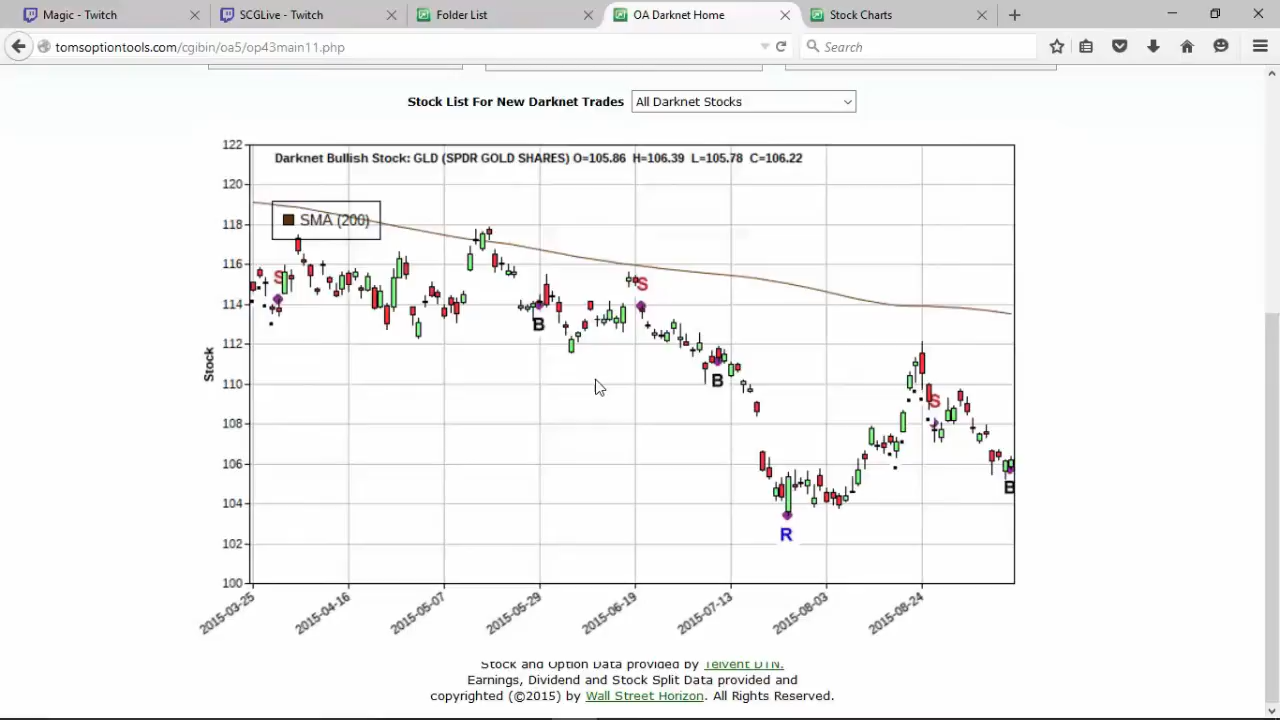 Magic - Twitch
SCGLive - Twitch
Folder List
OA Darknet Home
Stock Charts
tomsoptiontools.com/cgibin/oa5/op43main11.php
Search
Stock List For New Darknet Trades
All Darknet Stocks
Darknet Bullish Stock: GLD (SPDR GOLD SHARES) O=105.86 H=106.39 L=105.78 C=106.22
SMA (200)
122
120
118
116
114
112
110
108
106
104
102
100
Stock
S
B
S
B
R
S
B
2015-03-25
2015-04-16
2015-05-07
2015-05-29
2015-06-19
2015-07-13
2015-08-03
2015-08-24
Stock and Option Data provided by Telvent DTN.
Earnings, Dividend and Stock Split Data provided and
copyrighted (©2015) by Wall Street Horizon. All Rights Reserved.